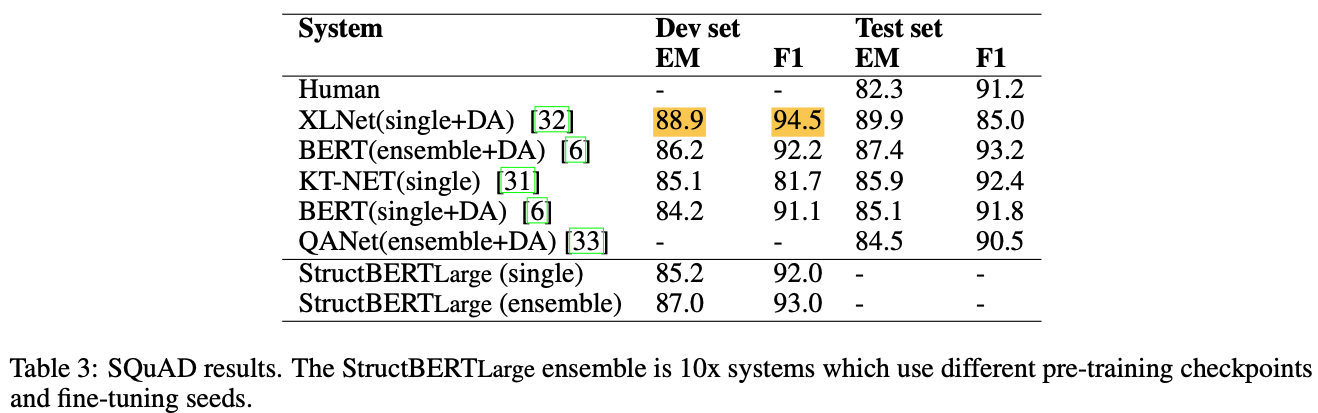 System Dev set Test set
EM F1 EM F1
Human - - 82.3 91.2
XLNet(single+DA) [32] 88.9 94.5 89.9 85.0
BERT(ensemble+DA) [6] 86.2 92.2 87.4 93.2
KT-NET(single) [31] 85.1 81.7 85.9 92.4
BERT(single+DA) [6] 84.2 91.1 85.1 91.8
QANet(ensemble+DA) [33] - - 84.5 90.5
StructBERTLarge (single) 85.2 92.0 - -
StructBERTLarge (ensemble) 87.0 93.0 - -
Table 3: SQuAD results. The StructBERTLarge ensemble is 10x systems which use different pre-training checkpoints
and fine-tuning seeds.